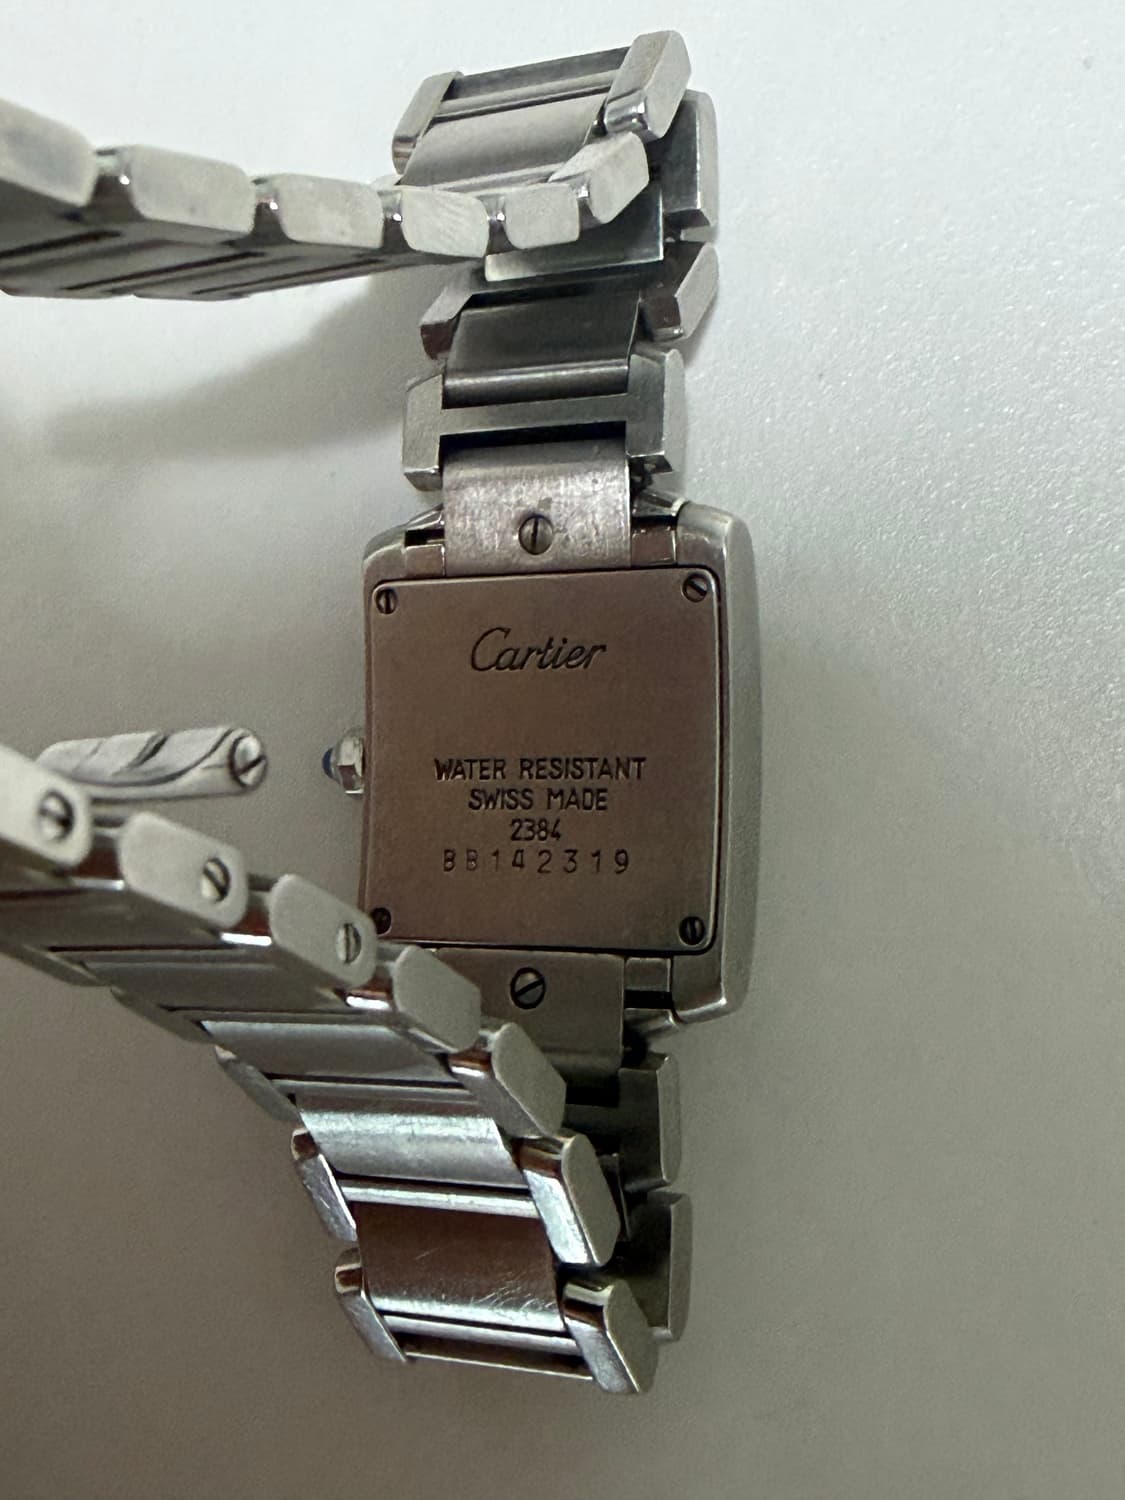 Cartier
WATER RESISTANT
SWISS MADE
2384
BB142319